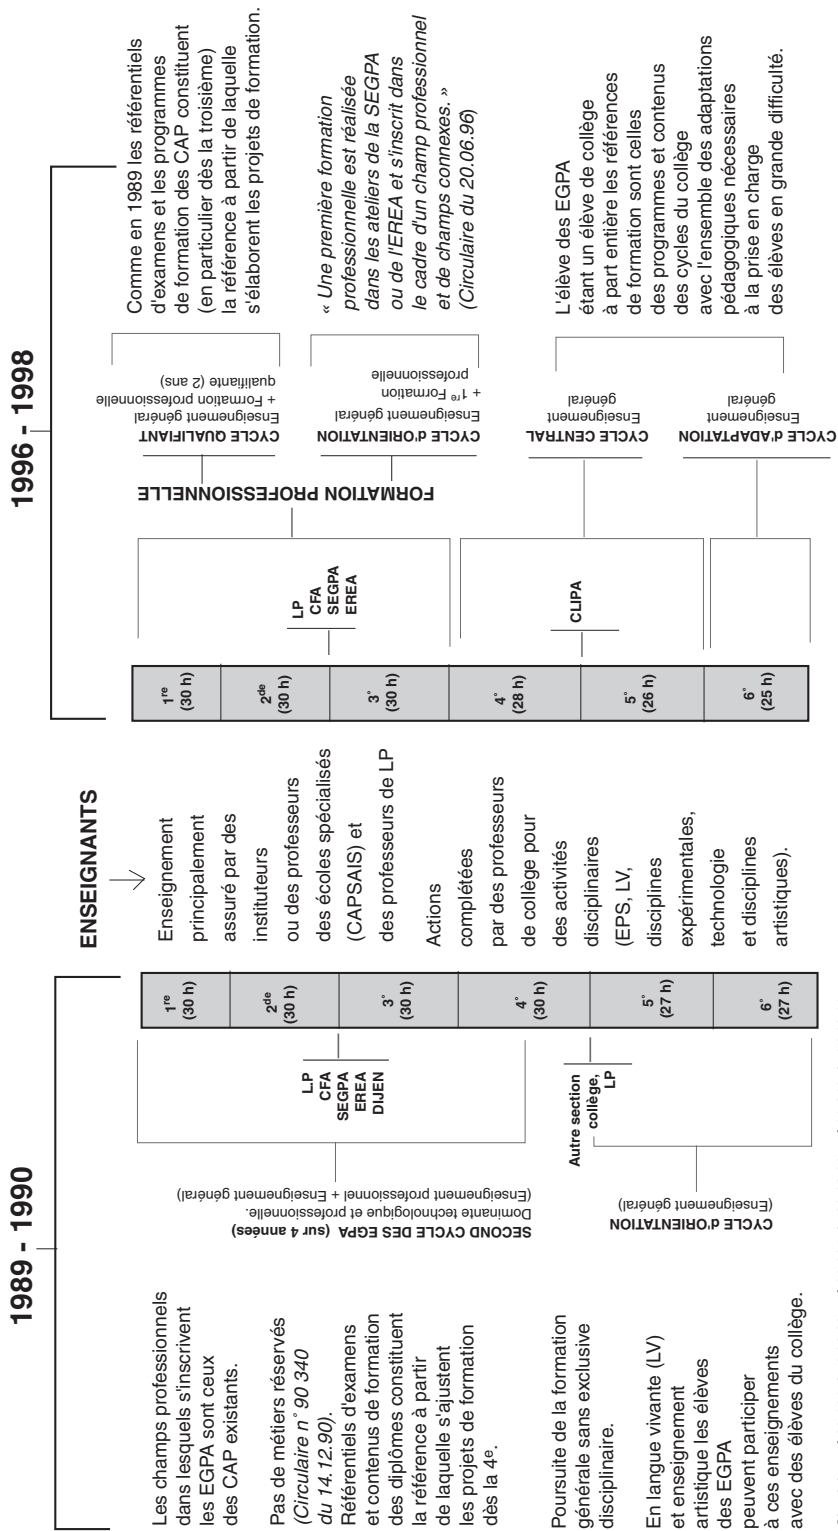 1989 - 1990
Les champs professionnels
dans lesquels s'inscrivent
les EGPA sont ceux
des CAP existants.
Pas de métiers réservés
(Circulaire n° 90 340
du 14.12.90).
Référentiels d'examens
et contenus de formation
des diplômes constituent
la référence à partir
de laquelle s'ajustent
les projets de formation
dès la 4e.
Poursuite de la formation
générale sans exclusive
disciplinaire.
En langue vivante (LV)
et enseignement
artistique les élèves
des EGPA
peuvent participer
à ces enseignements
avec des élèves du collège.
SECOND CYCLE DES EGPA (sur 4 années)
Dominante technologique et professionnelle.
(Enseignement professionnel + Enseignement général)
CYCLE d'ORIENTATION
(Enseignement général)
L.P
CFA
SEGPA
EREA
DIJEN
Autre section
collège,
LP
1re
(30 h)
2de
(30 h)
3°
(30 h)
4°
(30 h)
5°
(27 h)
6°
(27 h)
ENSEIGNANTS
Enseignement
principalement
assuré par des
instituteurs
ou des professeurs
des écoles spécialisés
(CAPSAIS) et
des professeurs de LP
Actions
complétées
par des professeurs
de collège pour
des activités
disciplinaires
(EPS, LV,
disciplines
expérimentales,
technologie
et disciplines
artistiques).
1996 - 1998
1re
(30 h)
2de
(30 h)
3°
(30 h)
4°
(28 h)
5°
(26 h)
6°
(25 h)
LP
CFA
SEGPA
EREA
CLIPA
FORMATION PROFESSIONNELLE
CYCLE QUALIFIANT
Enseignement général
+ Formation professionnelle
qualifiante (2 ans)
CYCLE d'ORIENTATION
Enseignement général
+ 1re Formation
professionnelle
CYCLE CENTRAL
Enseignement
général
CYCLE d'ADAPTATION
Enseignement
général
Comme en 1989 les référentiels
d'examens et les programmes
de formation des CAP constituent
(en particulier dès la troisième)
la référence à partir de laquelle
s'élaborent les projets de formation.
« Une première formation
professionnelle est réalisée
dans les ateliers de la SEGPA
ou de l'EREA et s'inscrit dans
le cadre d'un champ professionnel
et de champs connexes. »
(Circulaire du 20.06.96)
L'élève des EGPA
étant un élève de collège
à part entière les références
de formation sont celles
des programmes et contenus
des cycles du collège
avec l'ensemble des adaptations
pédagogiques nécessaires
à la prise en charge
des élèves en grande difficulté.